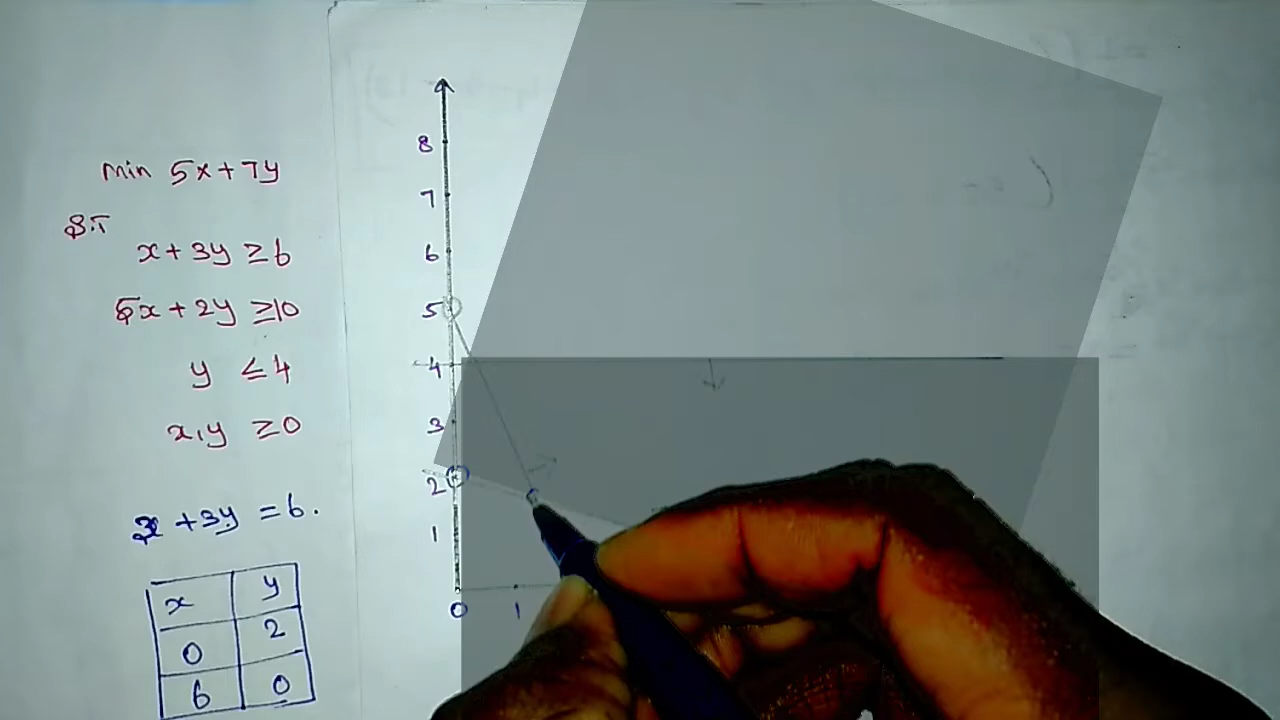 Min 5x+7y
S.T
x+3y ≥6
5x+2y ≥10
y ≤4
x,y ≥0
x+3y =6.
x y
0 2
6 0
8
7
6
5
4
3
2
1
0 1